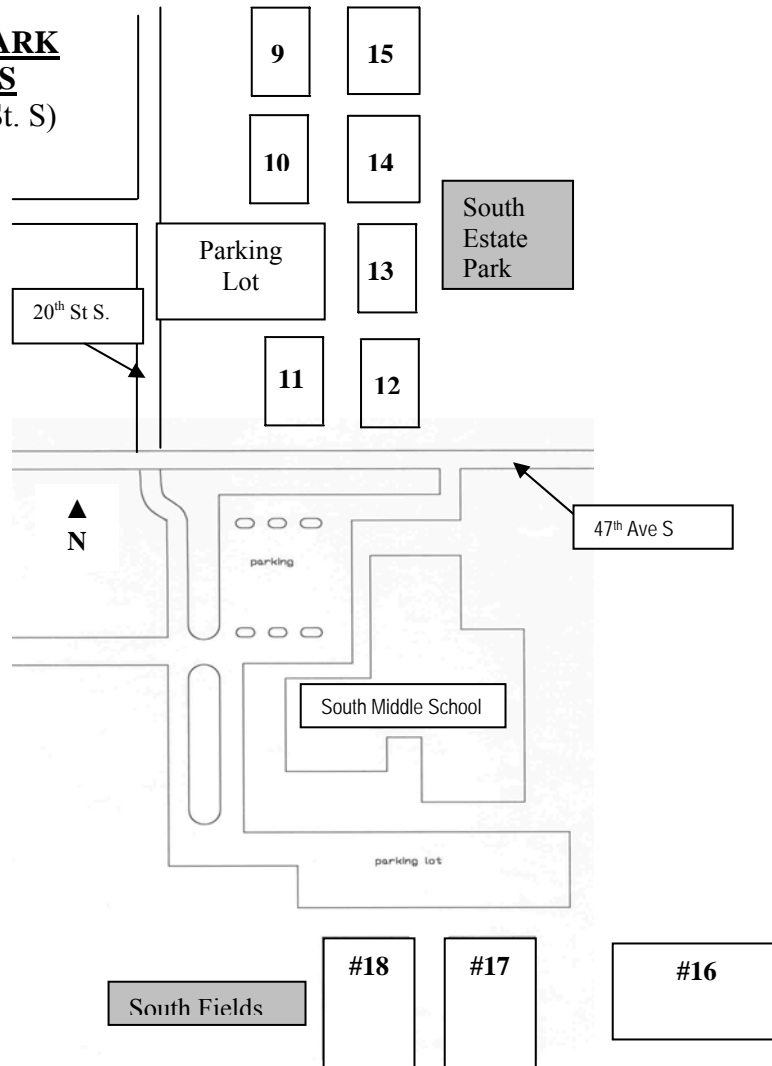 ARK
S
St. S)
9
15
10
14
South
Estate
Park
Parking
Lot
13
20th St S.
11
12
▲
N
47th Ave S
parking
South Middle School
parking lot
#18
#17
#16
South Fields